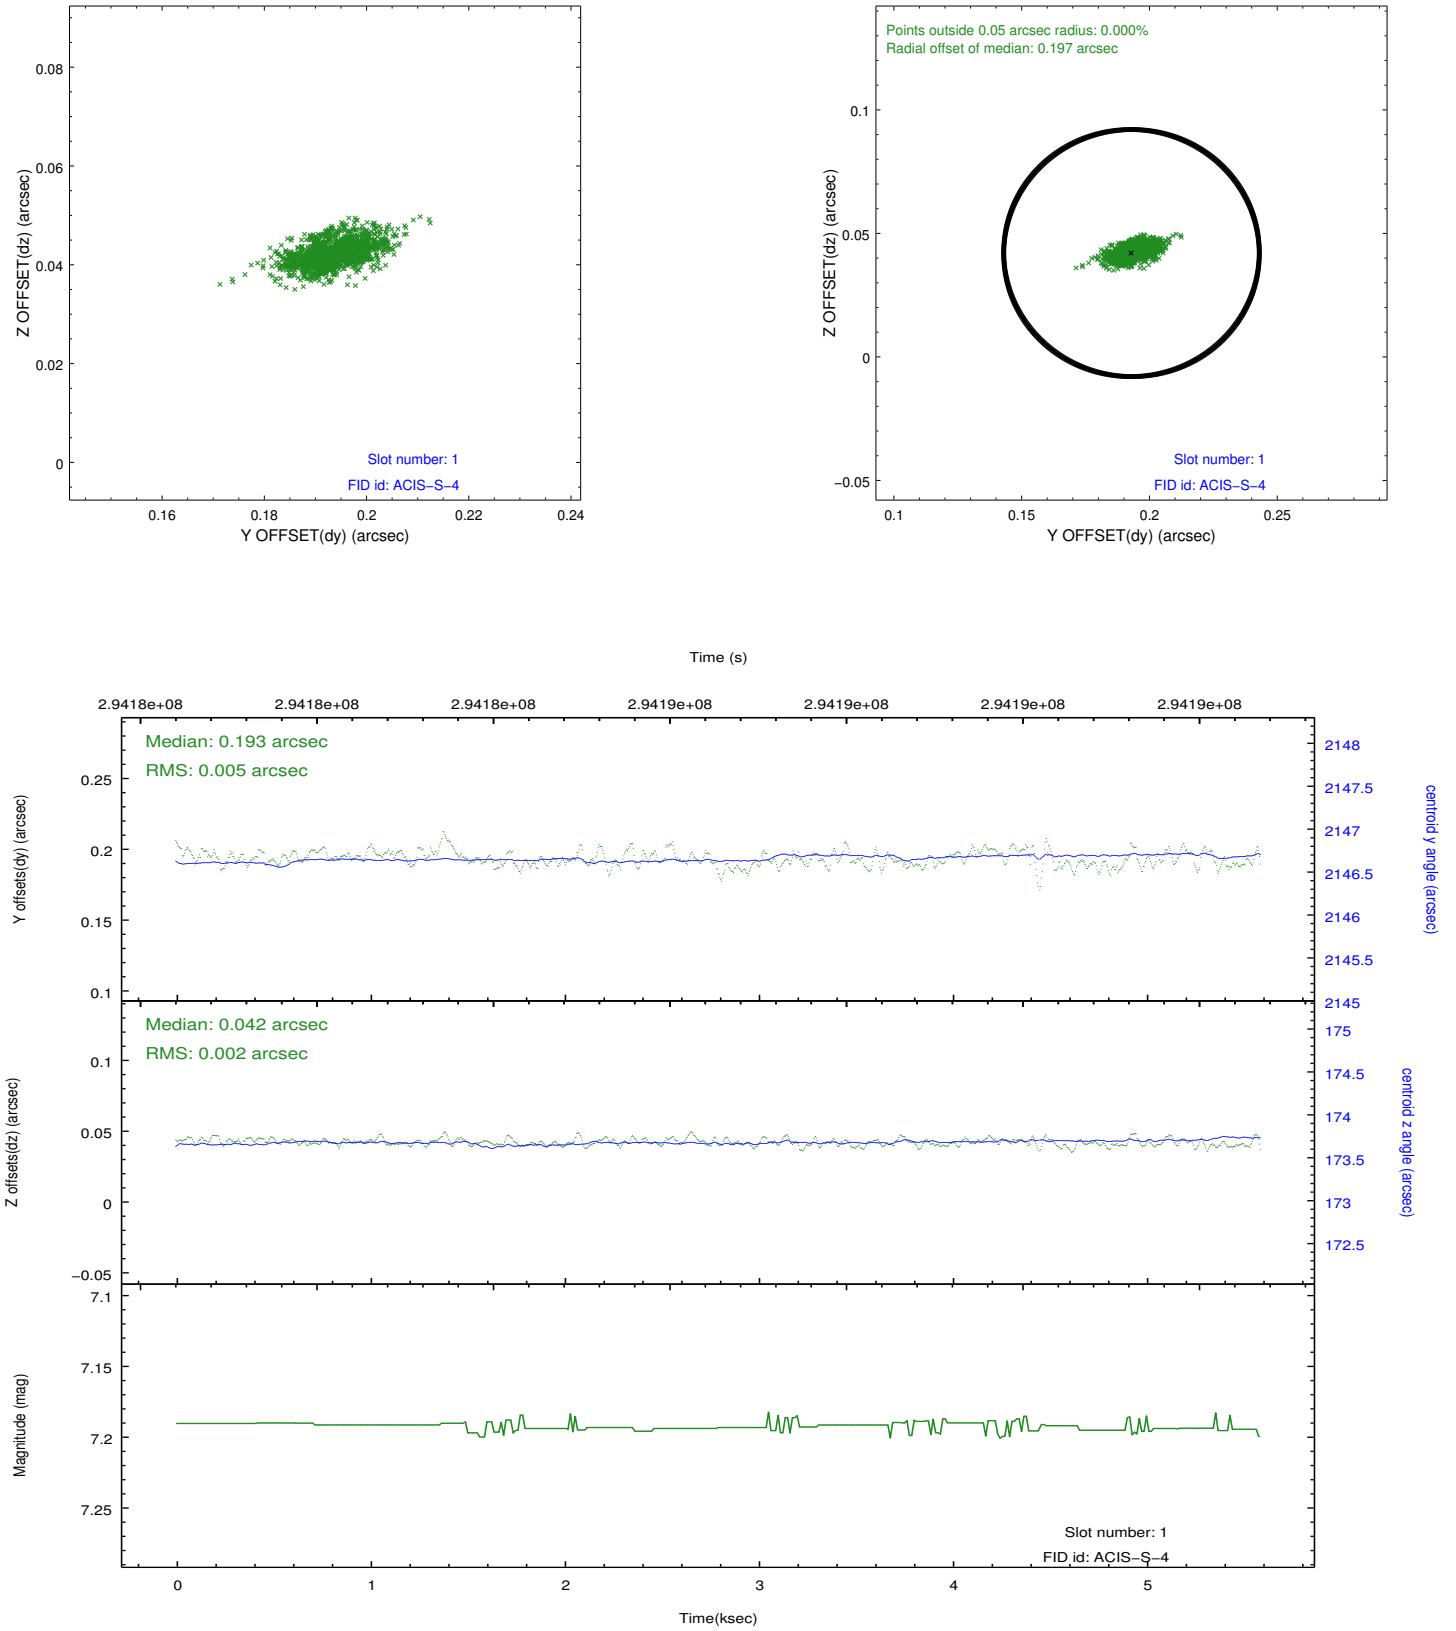 0.08
0.06
0.04
0.02
0
Z OFFSET(dz) (arcsec)
Slot number: 1
FID id: ACIS−S−4
0.16 0.18 0.2 0.22 0.24
Y OFFSET(dy) (arcsec)
Points outside 0.05 arcsec radius: 0.000%
Radial offset of median: 0.197 arcsec
0.1
0.05
0
−0.05
Z OFFSET(dz) (arcsec)
Slot number: 1
FID id: ACIS−S−4
0.1 0.15 0.2 0.25
Y OFFSET(dy) (arcsec)
Time (s)
2.9418e+08 2.9418e+08 2.9418e+08 2.9419e+08 2.9419e+08 2.9419e+08 2.9419e+08
Median: 0.193 arcsec
RMS: 0.005 arcsec
0.25
0.2
0.15
0.1
Y offsets(dy) (arcsec)
2148
2147.5
2147
2146.5
2146
2145.5
2145
centroid y angle (arcsec)
Median: 0.042 arcsec
RMS: 0.002 arcsec
0.1
0.05
0
−0.05
Z offsets(dz) (arcsec)
175
174.5
174
173.5
173
172.5
centroid z angle (arcsec)
7.1
7.15
7.2
7.25
Magnitude (mag)
Slot number: 1
FID id: ACIS−S−4
0 1 2 3 4 5
Time(ksec)